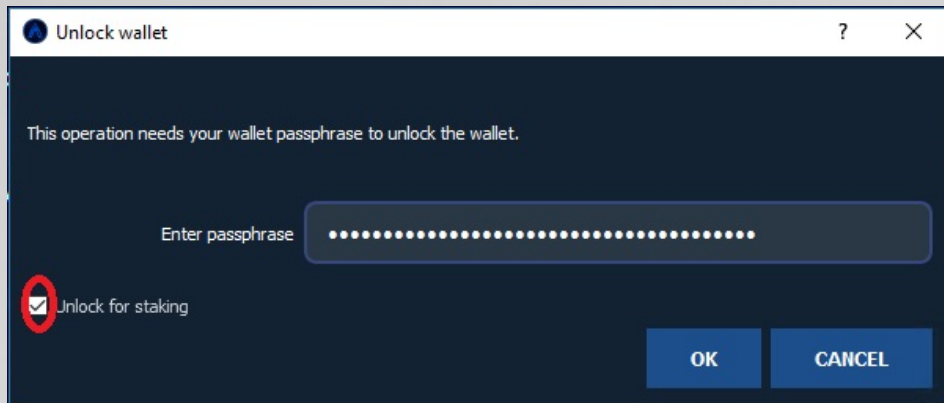 Unlock wallet ?
This operation needs your wallet passphrase to unlock the wallet.
Enter passphrase ●●●●●●●●●●●●●●●●●●●●●●●●●●●●●●●●●●●●●●●
Unlock for staking
OK CANCEL